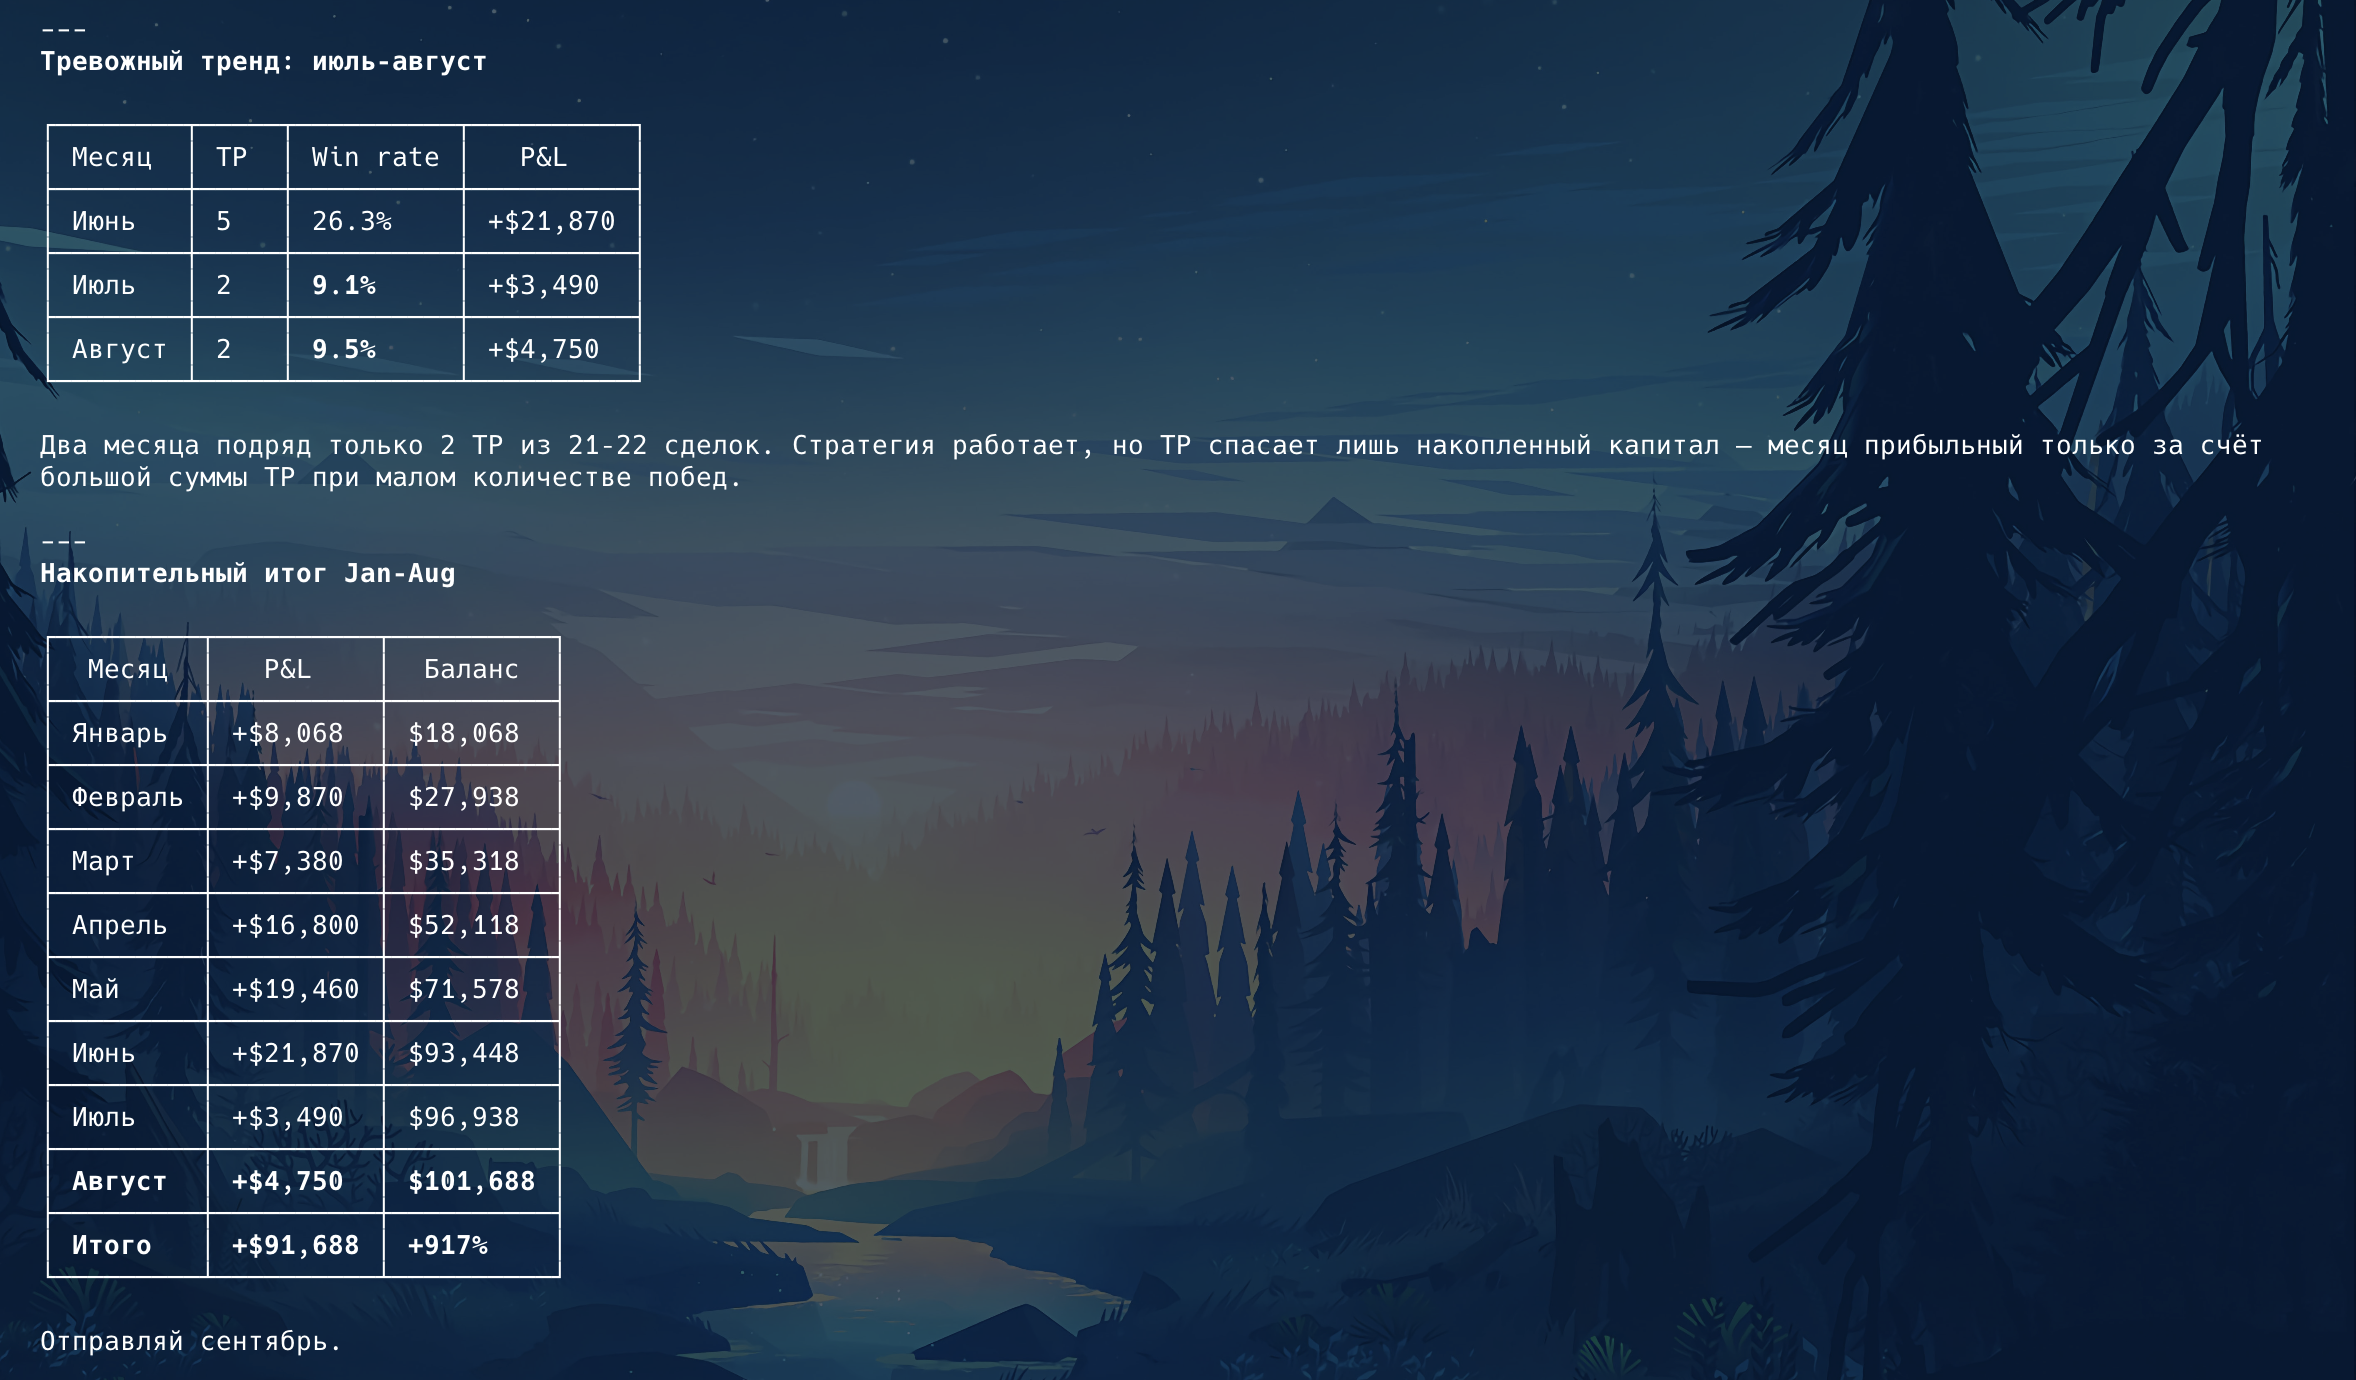 ---
Тревожный тренд: июль-август
Месяц TP Win rate P&L
Июнь 5 26.3% +$21,870
Июль 2 9.1% +$3,490
Август 2 9.5% +$4,750
Два месяца подряд только 2 TP из 21-22 сделок. Стратегия работает, но TP спасает лишь накопленный капитал — месяц прибыльный только за счёт
большой суммы TP при малом количестве побед.
---
Накопительный итог Jan-Aug
Месяц P&L Баланс
Январь +$8,068 $18,068
Февраль +$9,870 $27,938
Март +$7,380 $35,318
Апрель +$16,800 $52,118
Май +$19,460 $71,578
Июнь +$21,870 $93,448
Июль +$3,490 $96,938
Август +$4,750 $101,688
Итого +$91,688 +917%
Отправляй сентябрь.